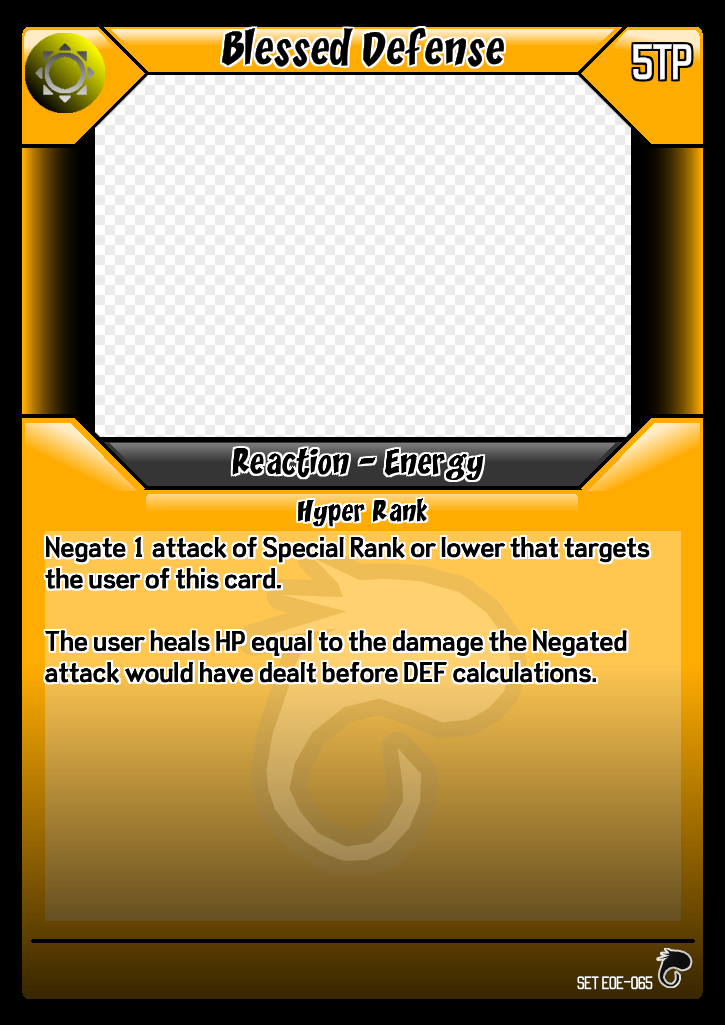 Blessed Defense
5TP
Reaction - Energy
Hyper Rank
Negate 1 attack of Special Rank or lower that targets
the user of this card.
The user heals HP equal to the damage the Negated
attack would have dealt before DEF calculations.
SET EOE-065